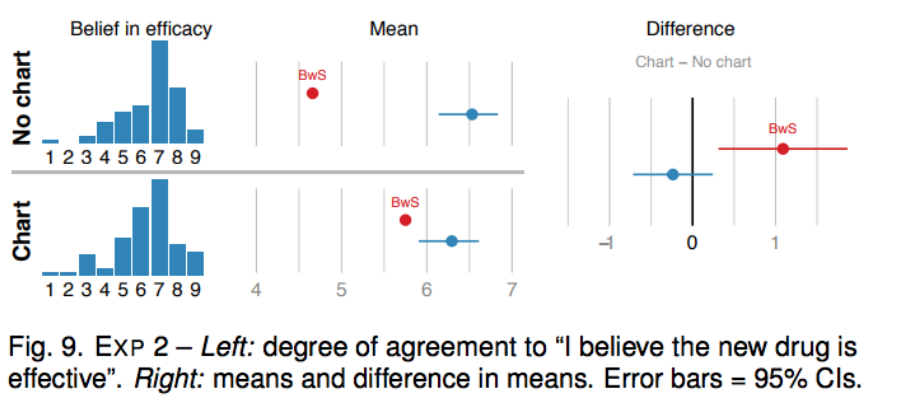 Belief in efficacy
Mean
Difference
Chart – No chart
No chart
BwS
BwS
1 2 3 4 5 6 7 8 9
Chart
BwS
-1 0 1
1 2 3 4 5 6 7 8 9
4 5 6 7
Fig. 9. EXP 2 – Left: degree of agreement to “I believe the new drug is
effective”. Right: means and difference in means. Error bars = 95% CIs.